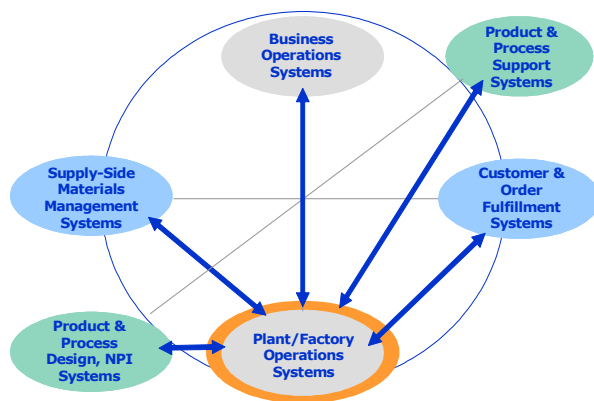 Business
Operations
Systems
Product &
Process
Support
Systems
Supply-Side
Materials
Management
Systems
Customer &
Order
Fulfillment
Systems
Product &
Process
Design, NPI
Systems
Plant/Factory
Operations
Systems